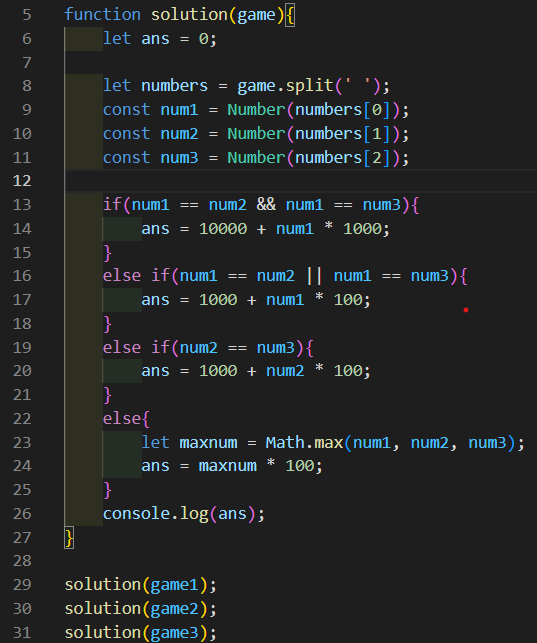 5 function solution(game){
6 let ans = 0;
7
8 let numbers = game.split(' ');
9 const num1 = Number(numbers[0]);
10 const num2 = Number(numbers[1]);
11 const num3 = Number(numbers[2]);
12
13 if(num1 == num2 && num1 == num3){
14 ans = 10000 + num1 * 1000;
15 }
16 else if(num1 == num2 || num1 == num3){
17 ans = 1000 + num1 * 100;
18 }
19 else if(num2 == num3){
20 ans = 1000 + num2 * 100;
21 }
22 else{
23 let maxnum = Math.max(num1, num2, num3);
24 ans = maxnum * 100;
25 }
26 console.log(ans);
27 }
28
29 solution(game1);
30 solution(game2);
31 solution(game3);